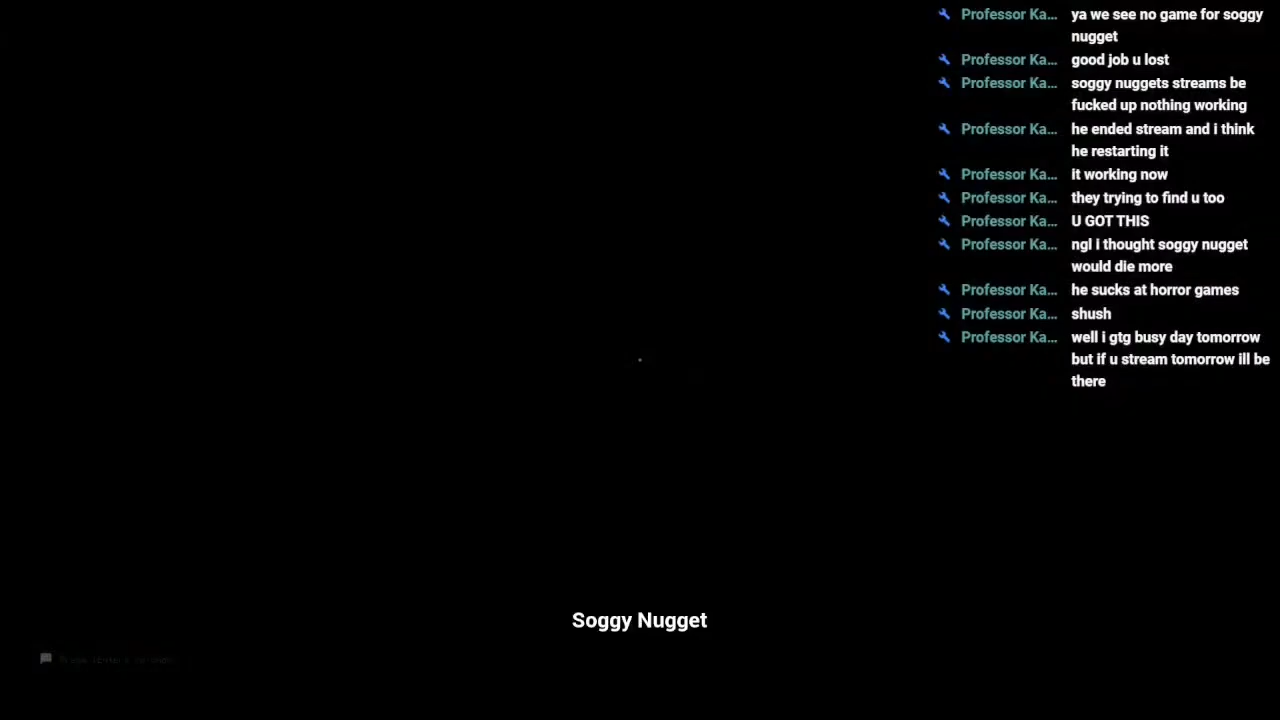 Professor Ka... ya we see no game for soggy
nugget
Professor Ka... good job u lost
Professor Ka... soggy nuggets streams be
fucked up nothing working
Professor Ka... he ended stream and i think
he restarting it
Professor Ka... it working now
Professor Ka... they trying to find u too
Professor Ka... U GOT THIS
Professor Ka... ngl i thought soggy nugget
would die more
Professor Ka... he sucks at horror games
Professor Ka... shush
Professor Ka... well i gtg busy day tomorrow
but if u stream tomorrow ill be
there
Soggy Nugget